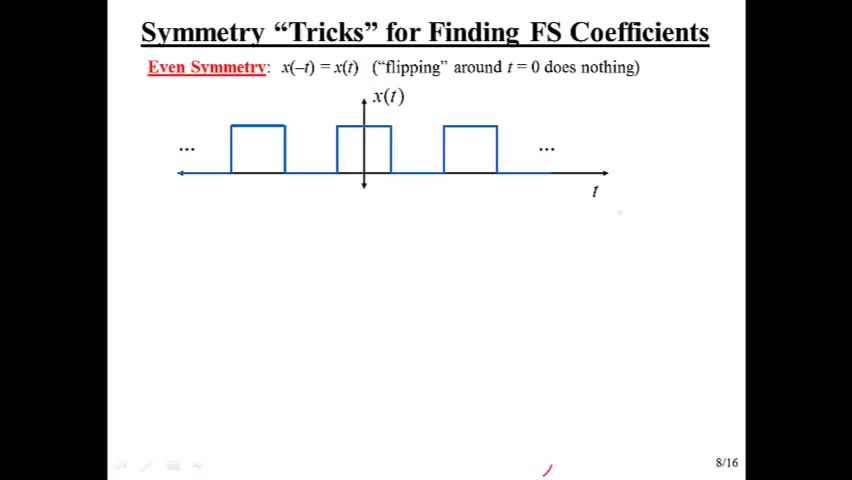 Symmetry “Tricks” for Finding FS Coefficients
Even Symmetry: x(–t) = x(t) (“flipping” around t = 0 does nothing)
x(t)
... ...
t
8/16